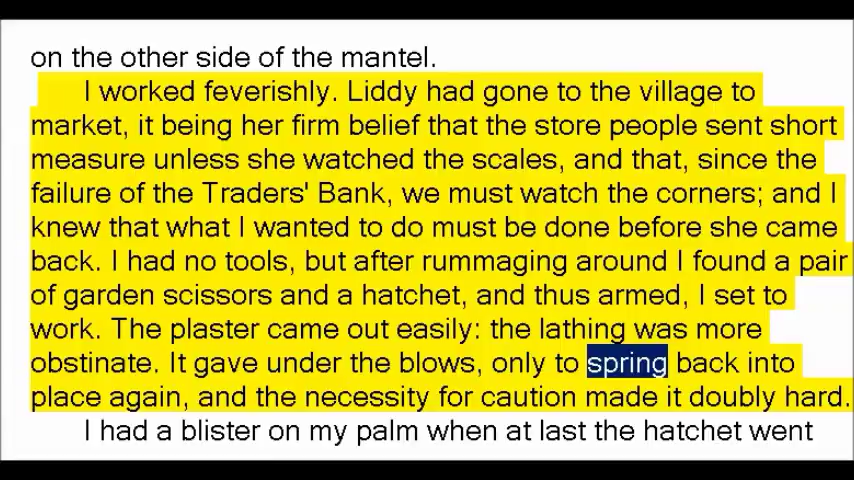 on the other side of the mantel.
I worked feverishly. Liddy had gone to the village to
market, it being her firm belief that the store people sent short
measure unless she watched the scales, and that, since the
failure of the Traders' Bank, we must watch the corners; and I
knew that what I wanted to do must be done before she came
back. I had no tools, but after rummaging around I found a pair
of garden scissors and a hatchet, and thus armed, I set to
work. The plaster came out easily: the lathing was more
obstinate. It gave under the blows, only to spring back into
place again, and the necessity for caution made it doubly hard.
I had a blister on my palm when at last the hatchet went